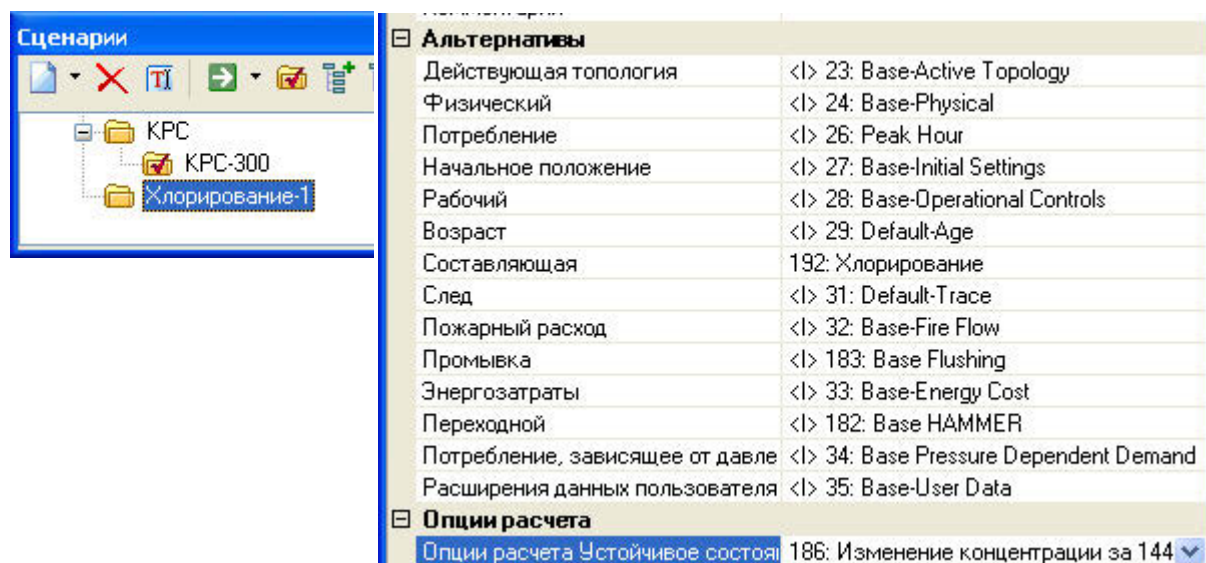 Сценарии
КРС
КРС-300
Хлорирование-1
Альтернативы
Действующая топология <I> 23: Base-Active Topology
Физический <I> 24: Base-Physical
Потребление <I> 26: Peak Hour
Начальное положение <I> 27: Base-Initial Settings
Рабочий <I> 28: Base-Operational Controls
Возраст <I> 29: Default-Age
Составляющая 192: Хлорирование
След <I> 31: Default-Trace
Пожарный расход <I> 32: Base-Fire Flow
Промывка <I> 183: Base Flushing
Энергозатраты <I> 33: Base-Energy Cost
Переходной <I> 182: Base HAMMER
Потребление, зависящее от давле <I> 34: Base Pressure Dependent Demand
Расширения данных пользователя <I> 35: Base-User Data
Опции расчета
Опции расчета Устойчивое состоя 186: Изменение концентрации за 144